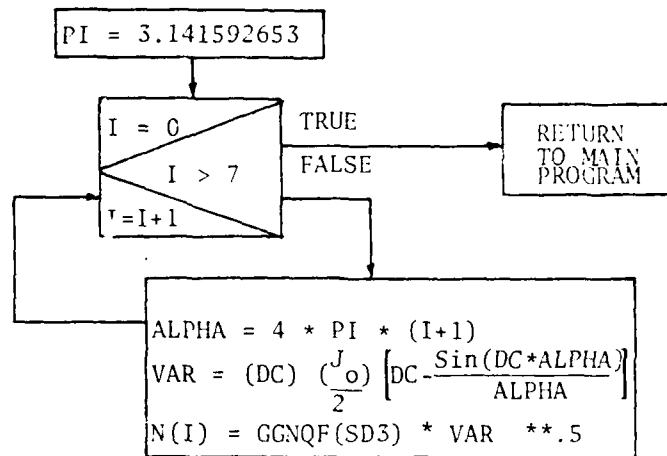 PI = 3.141592653
I = 0
TRUE
I > 7
FALSE
I=I+1
RETURN
TO MAIN
PROGRAM
ALPHA = 4 * PI * (I+1)
VAR = (DC) (J_o/2) [DC-Sin(DC*ALPHA)/ALPHA]
N(I) = GGNQF(SD3) * VAR **.5